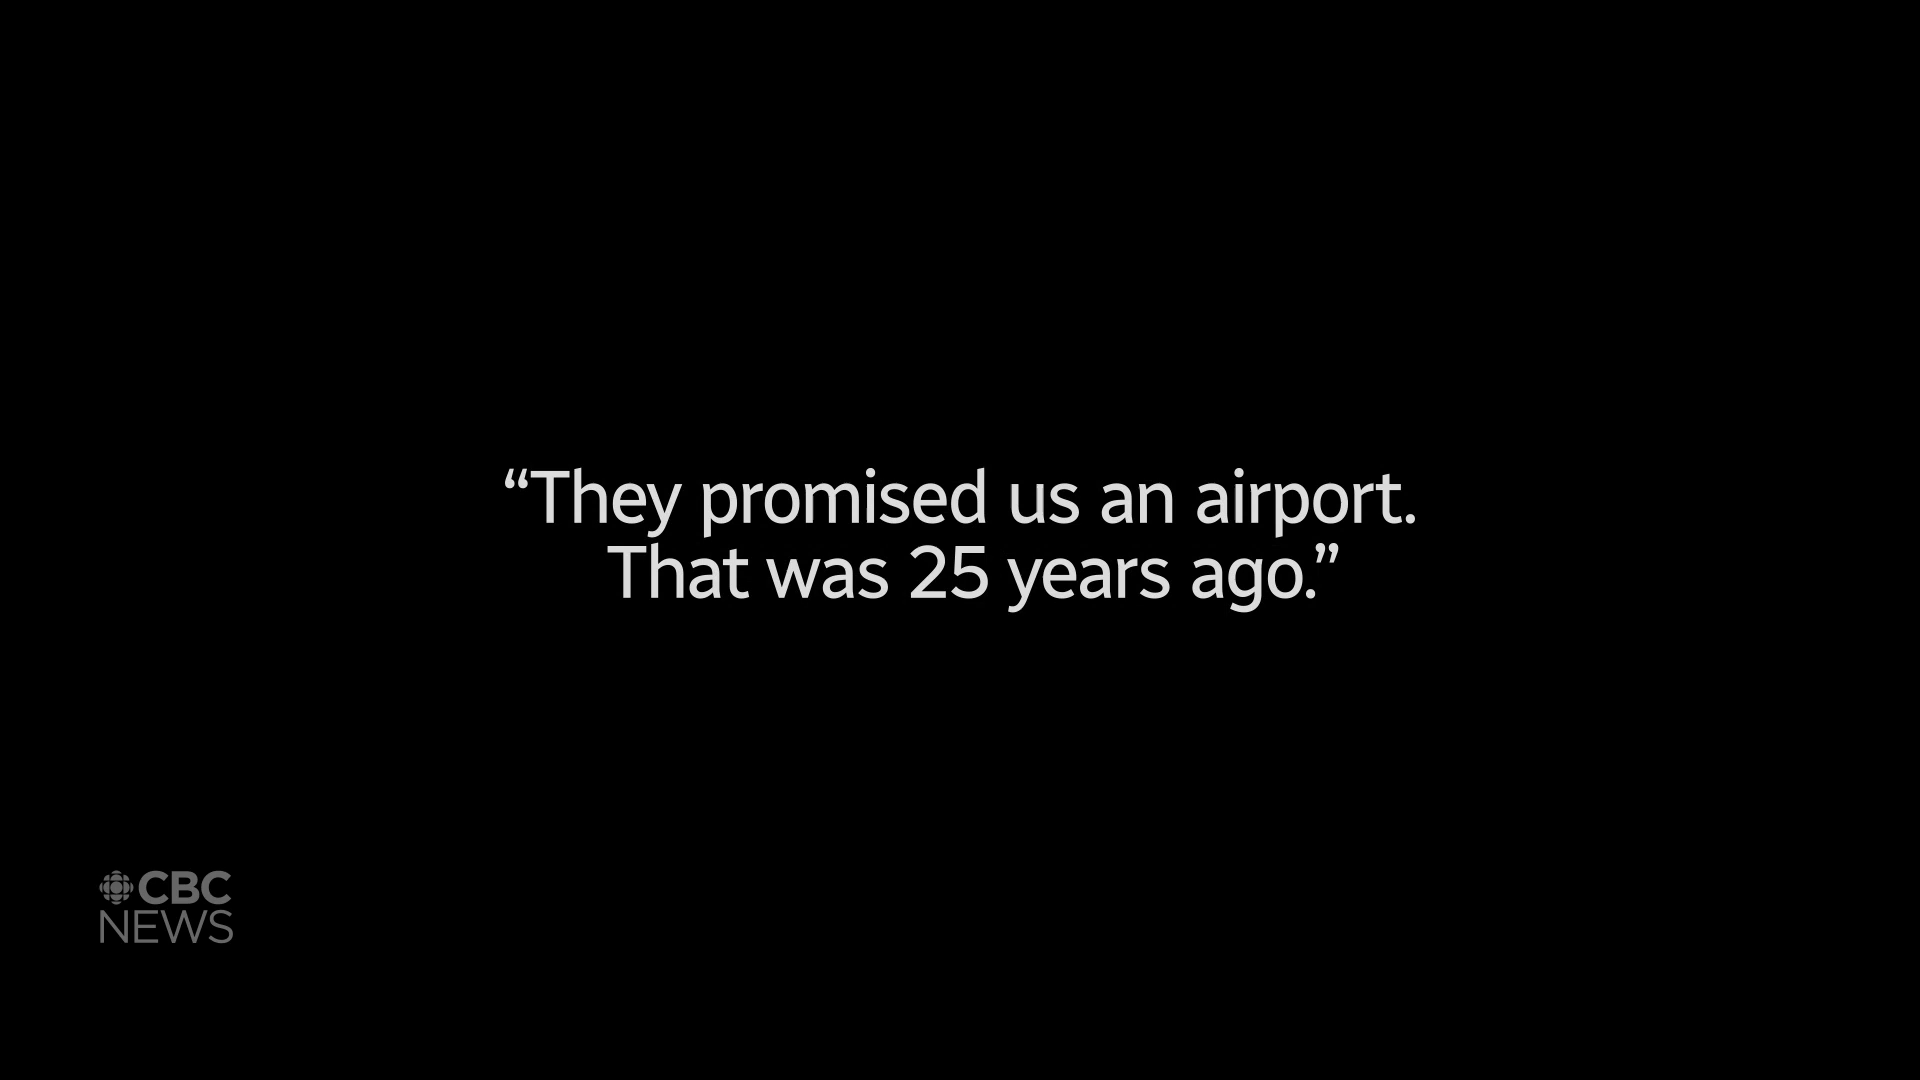 “They promised us an airport.
That was 25 years ago.”
CBC
NEWS